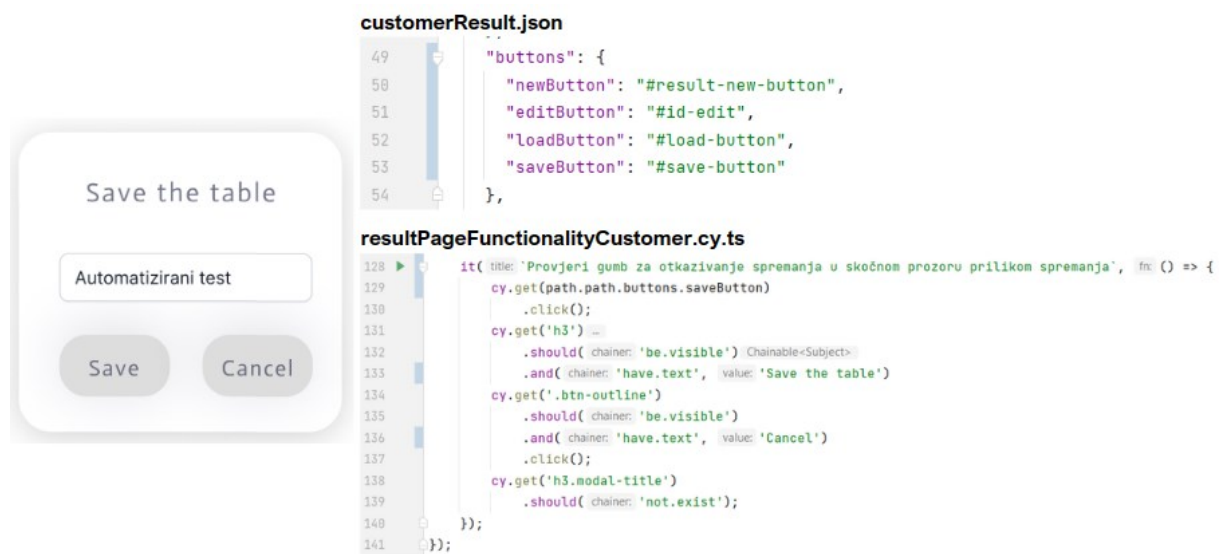 Save the table
Automatizirani test
Save Cancel
customerResult.json
49 "buttons": {
50 "newButton": "#result-new-button",
51 "editButton": "#id-edit",
52 "loadButton": "#load-button",
53 "saveButton": "#save-button"
54 },
resultPageFunctionalityCustomer.cy.ts
128 it( title: `Provjeri gumb za otkazivanje spremanja u skočnom prozoru prilikom spremanja`, fn: () => {
129 cy.get(path.path.buttons.saveButton)
130 .click();
131 cy.get('h3') …
132 .should( chainer: 'be.visible') Chainable<Subject>
133 .and( chainer: 'have.text', value: 'Save the table')
134 cy.get('.btn-outline')
135 .should( chainer: 'be.visible')
136 .and( chainer: 'have.text', value: 'Cancel')
137 .click();
138 cy.get('h3.modal-title')
139 .should( chainer: 'not.exist');
140 });
141 });